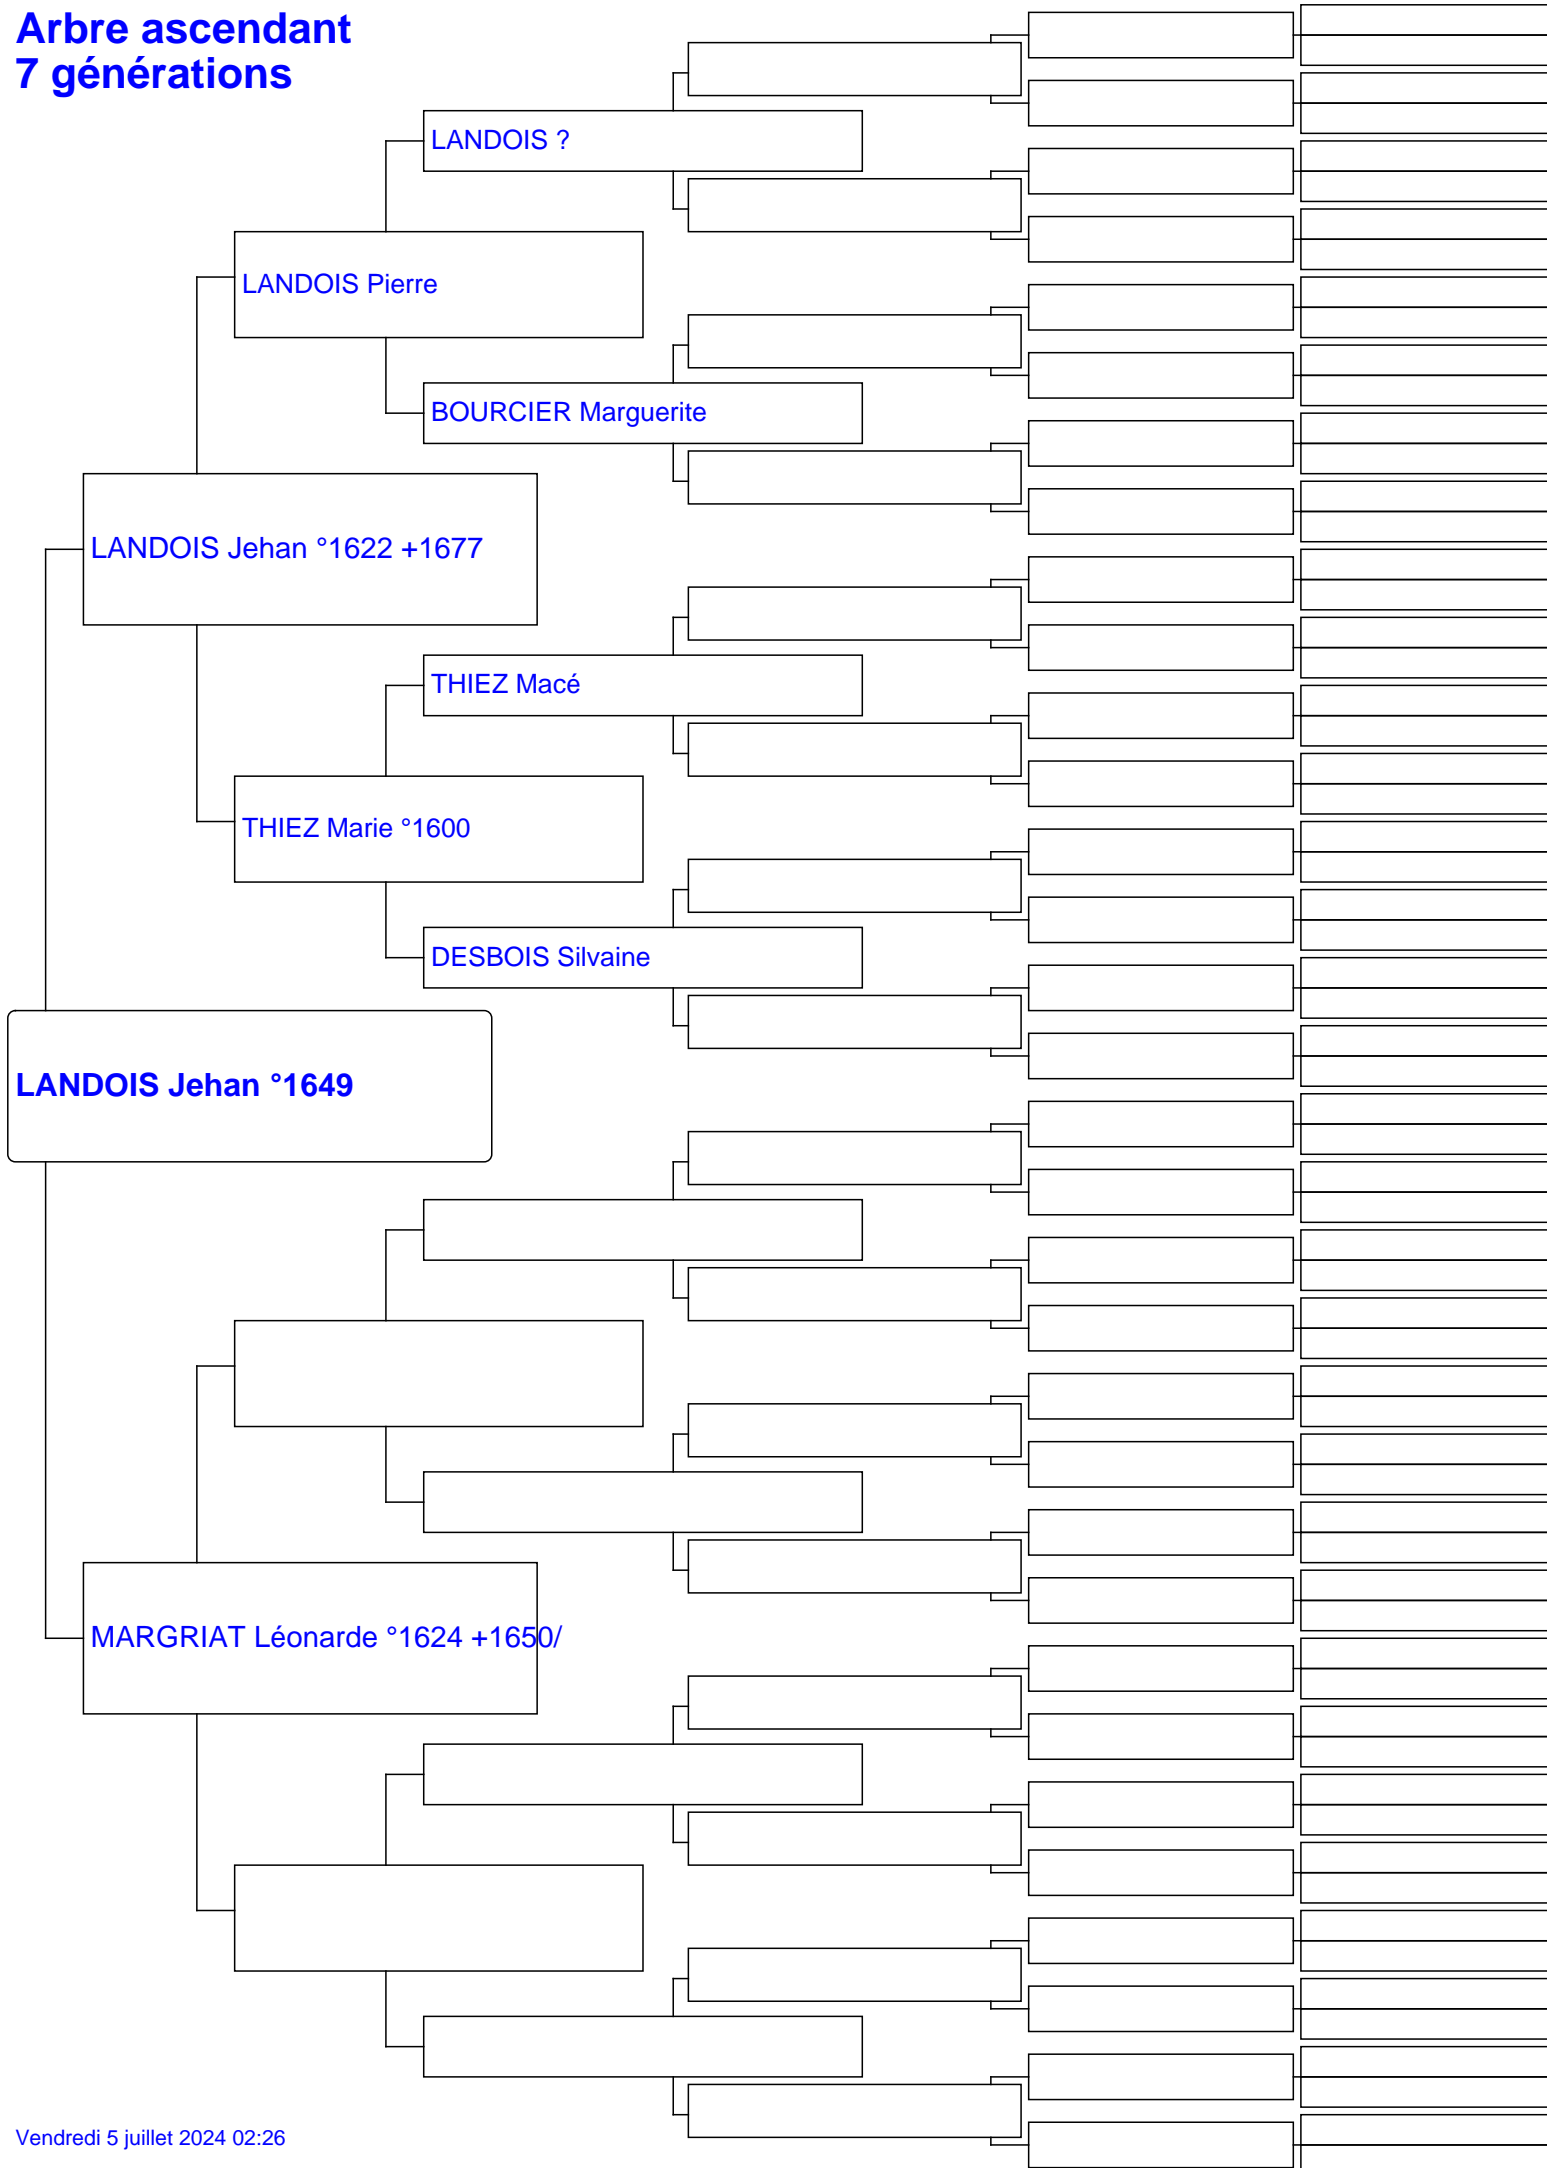 Arbre ascendant
7 générations
LANDOIS ?
LANDOIS Pierre
BOURCIER Marguerite
LANDOIS Jehan °1622 +1677
THIEZ Macé
THIEZ Marie °1600
DESBOIS Silvaine
LANDOIS Jehan °1649
MARGRIAT Léonarde °1624 +1650/
Vendredi 5 juillet 2024 02:26